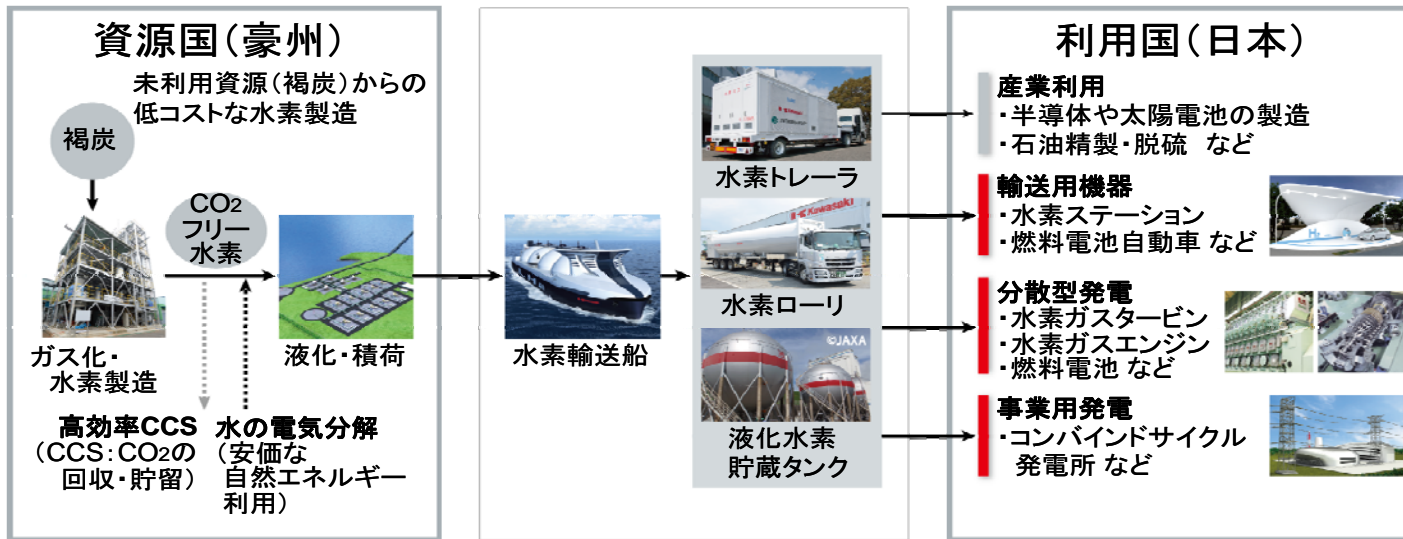 資源国(豪州)
未利用資源(褐炭)からの
低コストな水素製造
褐炭
CO2
フリー
水素
ガス化・
水素製造
液化・積荷
高効率CCS
(CCS:CO2の
回収・貯留)
水の電気分解
(安価な
自然エネルギー
利用)
水素輸送船
水素トレーラ
Kawasaki
水素ローリ
©JAXA
液化水素
貯蔵タンク
利用国(日本)
産業利用
・半導体や太陽電池の製造
・石油精製・脱硫 など
輸送用機器
・水素ステーション
・燃料電池自動車 など
H2
分散型発電
・水素ガスタービン
・水素ガスエンジン
・燃料電池 など
事業用発電
・コンバインドサイクル
発電所 など